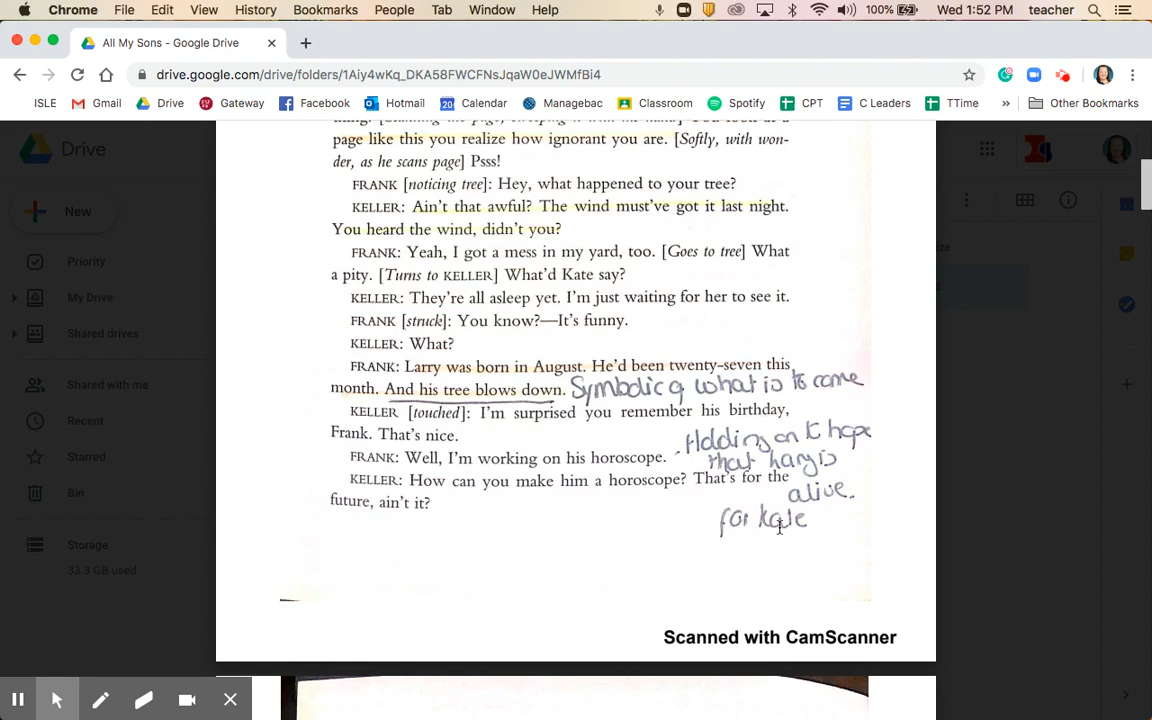 Chrome File Edit View History Bookmarks People Tab Window Help 100% Wed 1:52 PM teacher
All My Sons - Google Drive
drive.google.com/drive/folders/1Aiy4wKq_DKA58FWCFNsJqaW0eJWMfBi4
ISLE Gmail Drive Gateway Facebook Hotmail 20 Calendar Managebac Classroom Spotify CPT C Leaders TTime » Other Bookmarks
Drive
New
Priority
My Drive
Shared drives
Shared with me
Recent
Starred
Bin
Storage
33.3 GB used
page like this you realize how ignorant you are. [Softly, with won-
der, as he scans page] Psss!
FRANK [noticing tree]: Hey, what happened to your tree?
KELLER: Ain't that awful? The wind must've got it last night.
You heard the wind, didn't you?
FRANK: Yeah, I got a mess in my yard, too. [Goes to tree] What
a pity. [Turns to KELLER] What'd Kate say?
KELLER: They're all asleep yet. I'm just waiting for her to see it.
FRANK [struck]: You know?—It's funny.
KELLER: What?
FRANK: Larry was born in August. He'd been twenty-seven this
month. And his tree blows down. Symbolic of what is to come
KELLER [touched]: I'm surprised you remember his birthday,
Frank. That's nice.
FRANK: Well, I'm working on his horoscope.
KELLER: How can you make him a horoscope? That's for the
future, ain't it?
- Holding on to hope
that Larry is
alive.
for Kate
Scanned with CamScanner